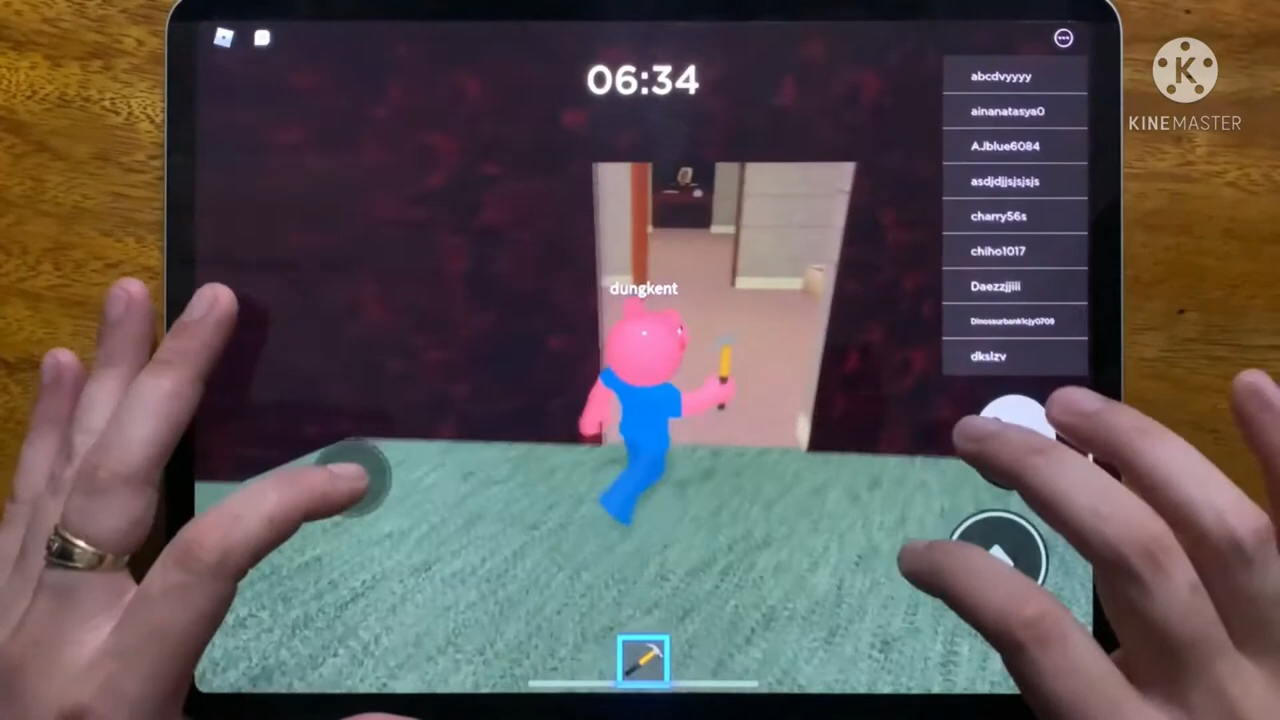 06:34
abcdvyyyy
ainanatasya0
AJblue6084
asdjdjjsjsjsjs
charry56s
chiho1017
Daezzjjiii
dkslzv
dungkent
K
KINEMASTER